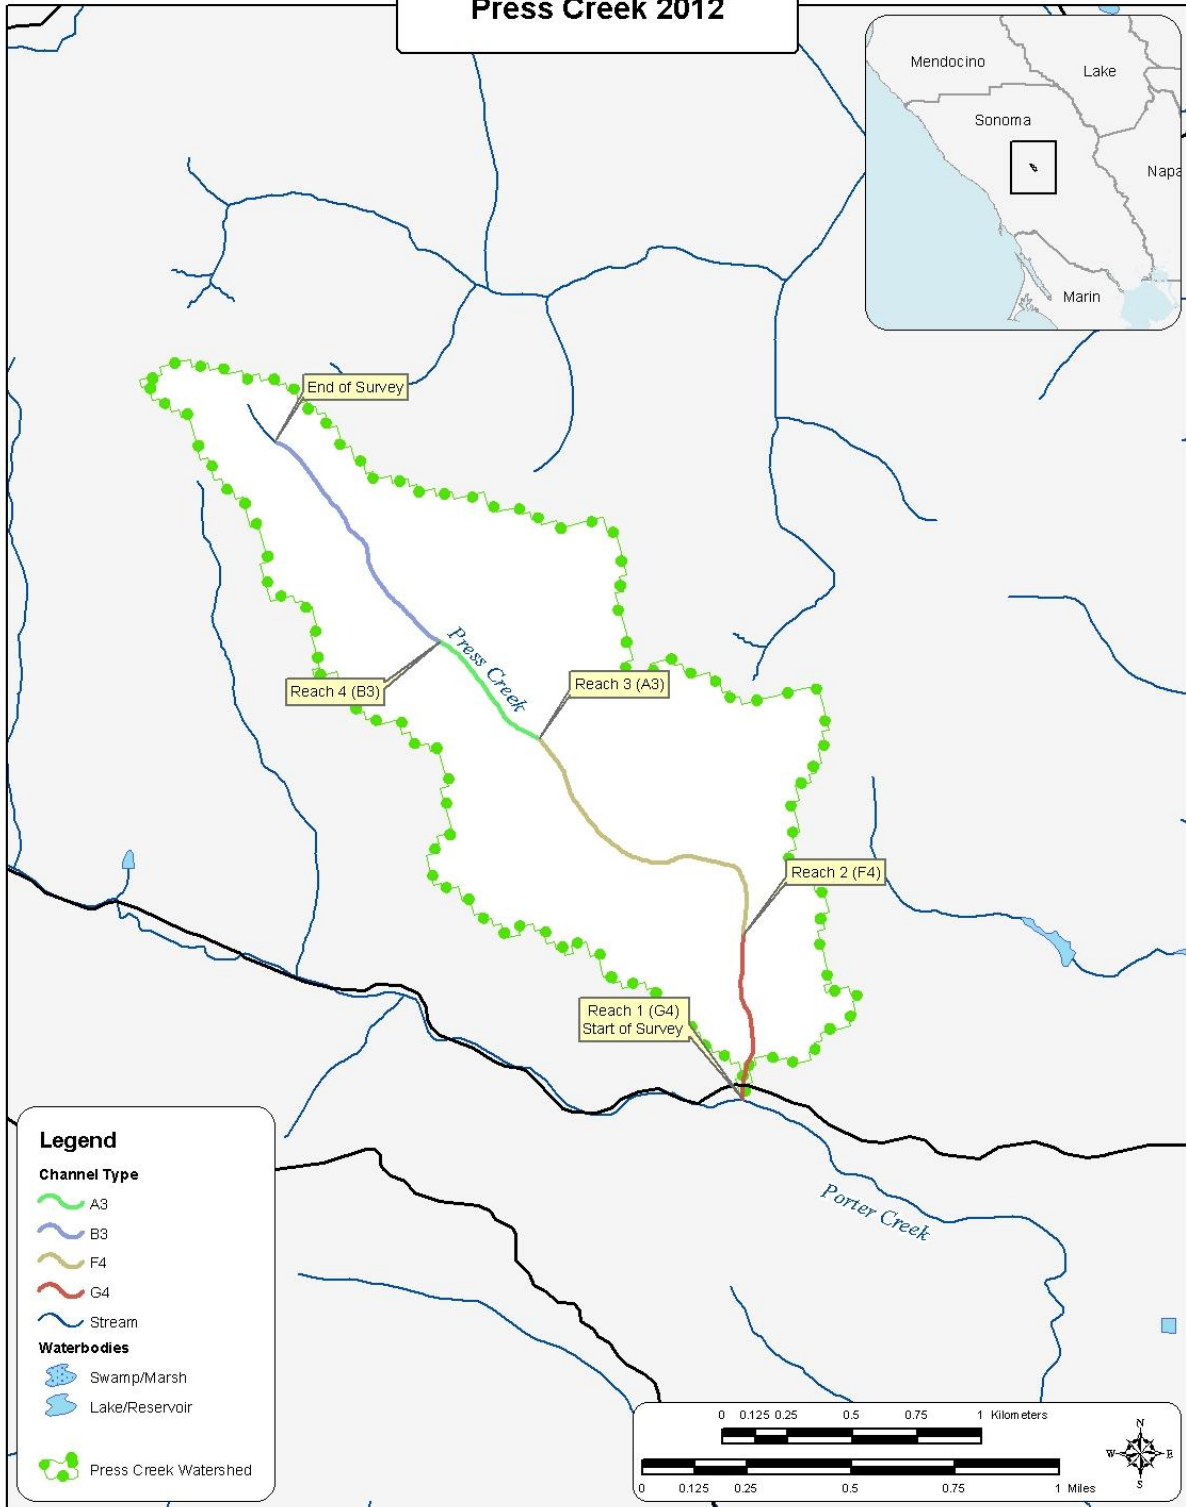 Press Creek 2012
Mendocino
Lake
Sonoma
Napa
Marin
End of Survey
Press Creek
Reach 4 (B3)
Reach 3 (A3)
Reach 2 (F4)
Reach 1 (G4)
Start of Survey
Porter Creek
Legend
Channel Type
A3
B3
F4
G4
Stream
Waterbodies
Swamp/Marsh
Lake/Reservoir
Press Creek Watershed
0 0.125 0.25 0.5 0.75 1 Kilometers
0 0.125 0.25 0.5 0.75 1 Miles
N
W E
S